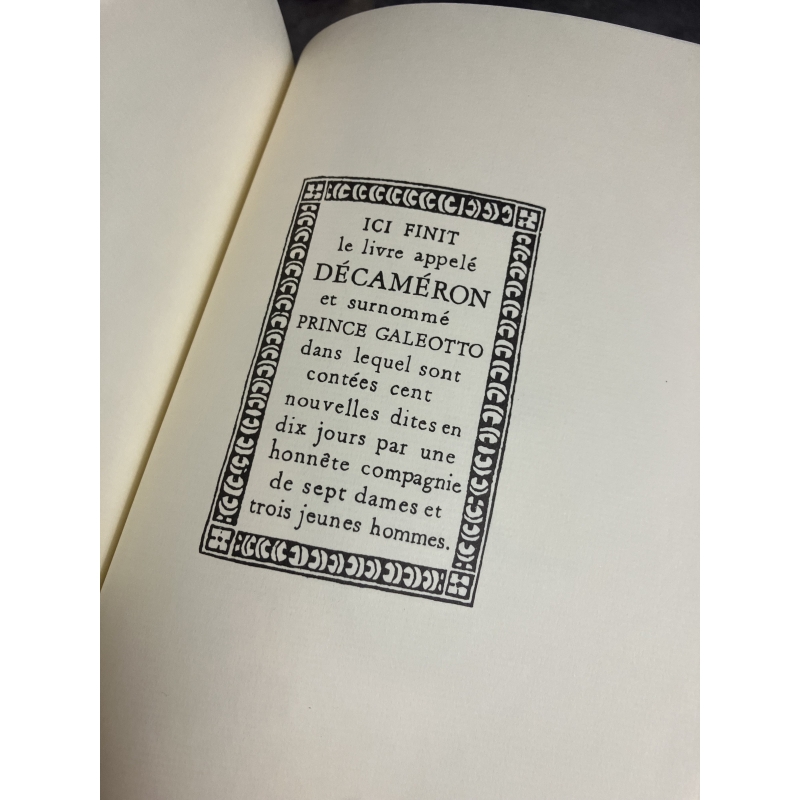 ICI FINIT
le livre appelé
DÉCAMÉRON
et surnommé
PRINCE GALEOTTO
dans lequel sont
contées cent
nouvelles dites en
dix jours par une
honnête compagnie
de sept dames et
trois jeunes hommes.